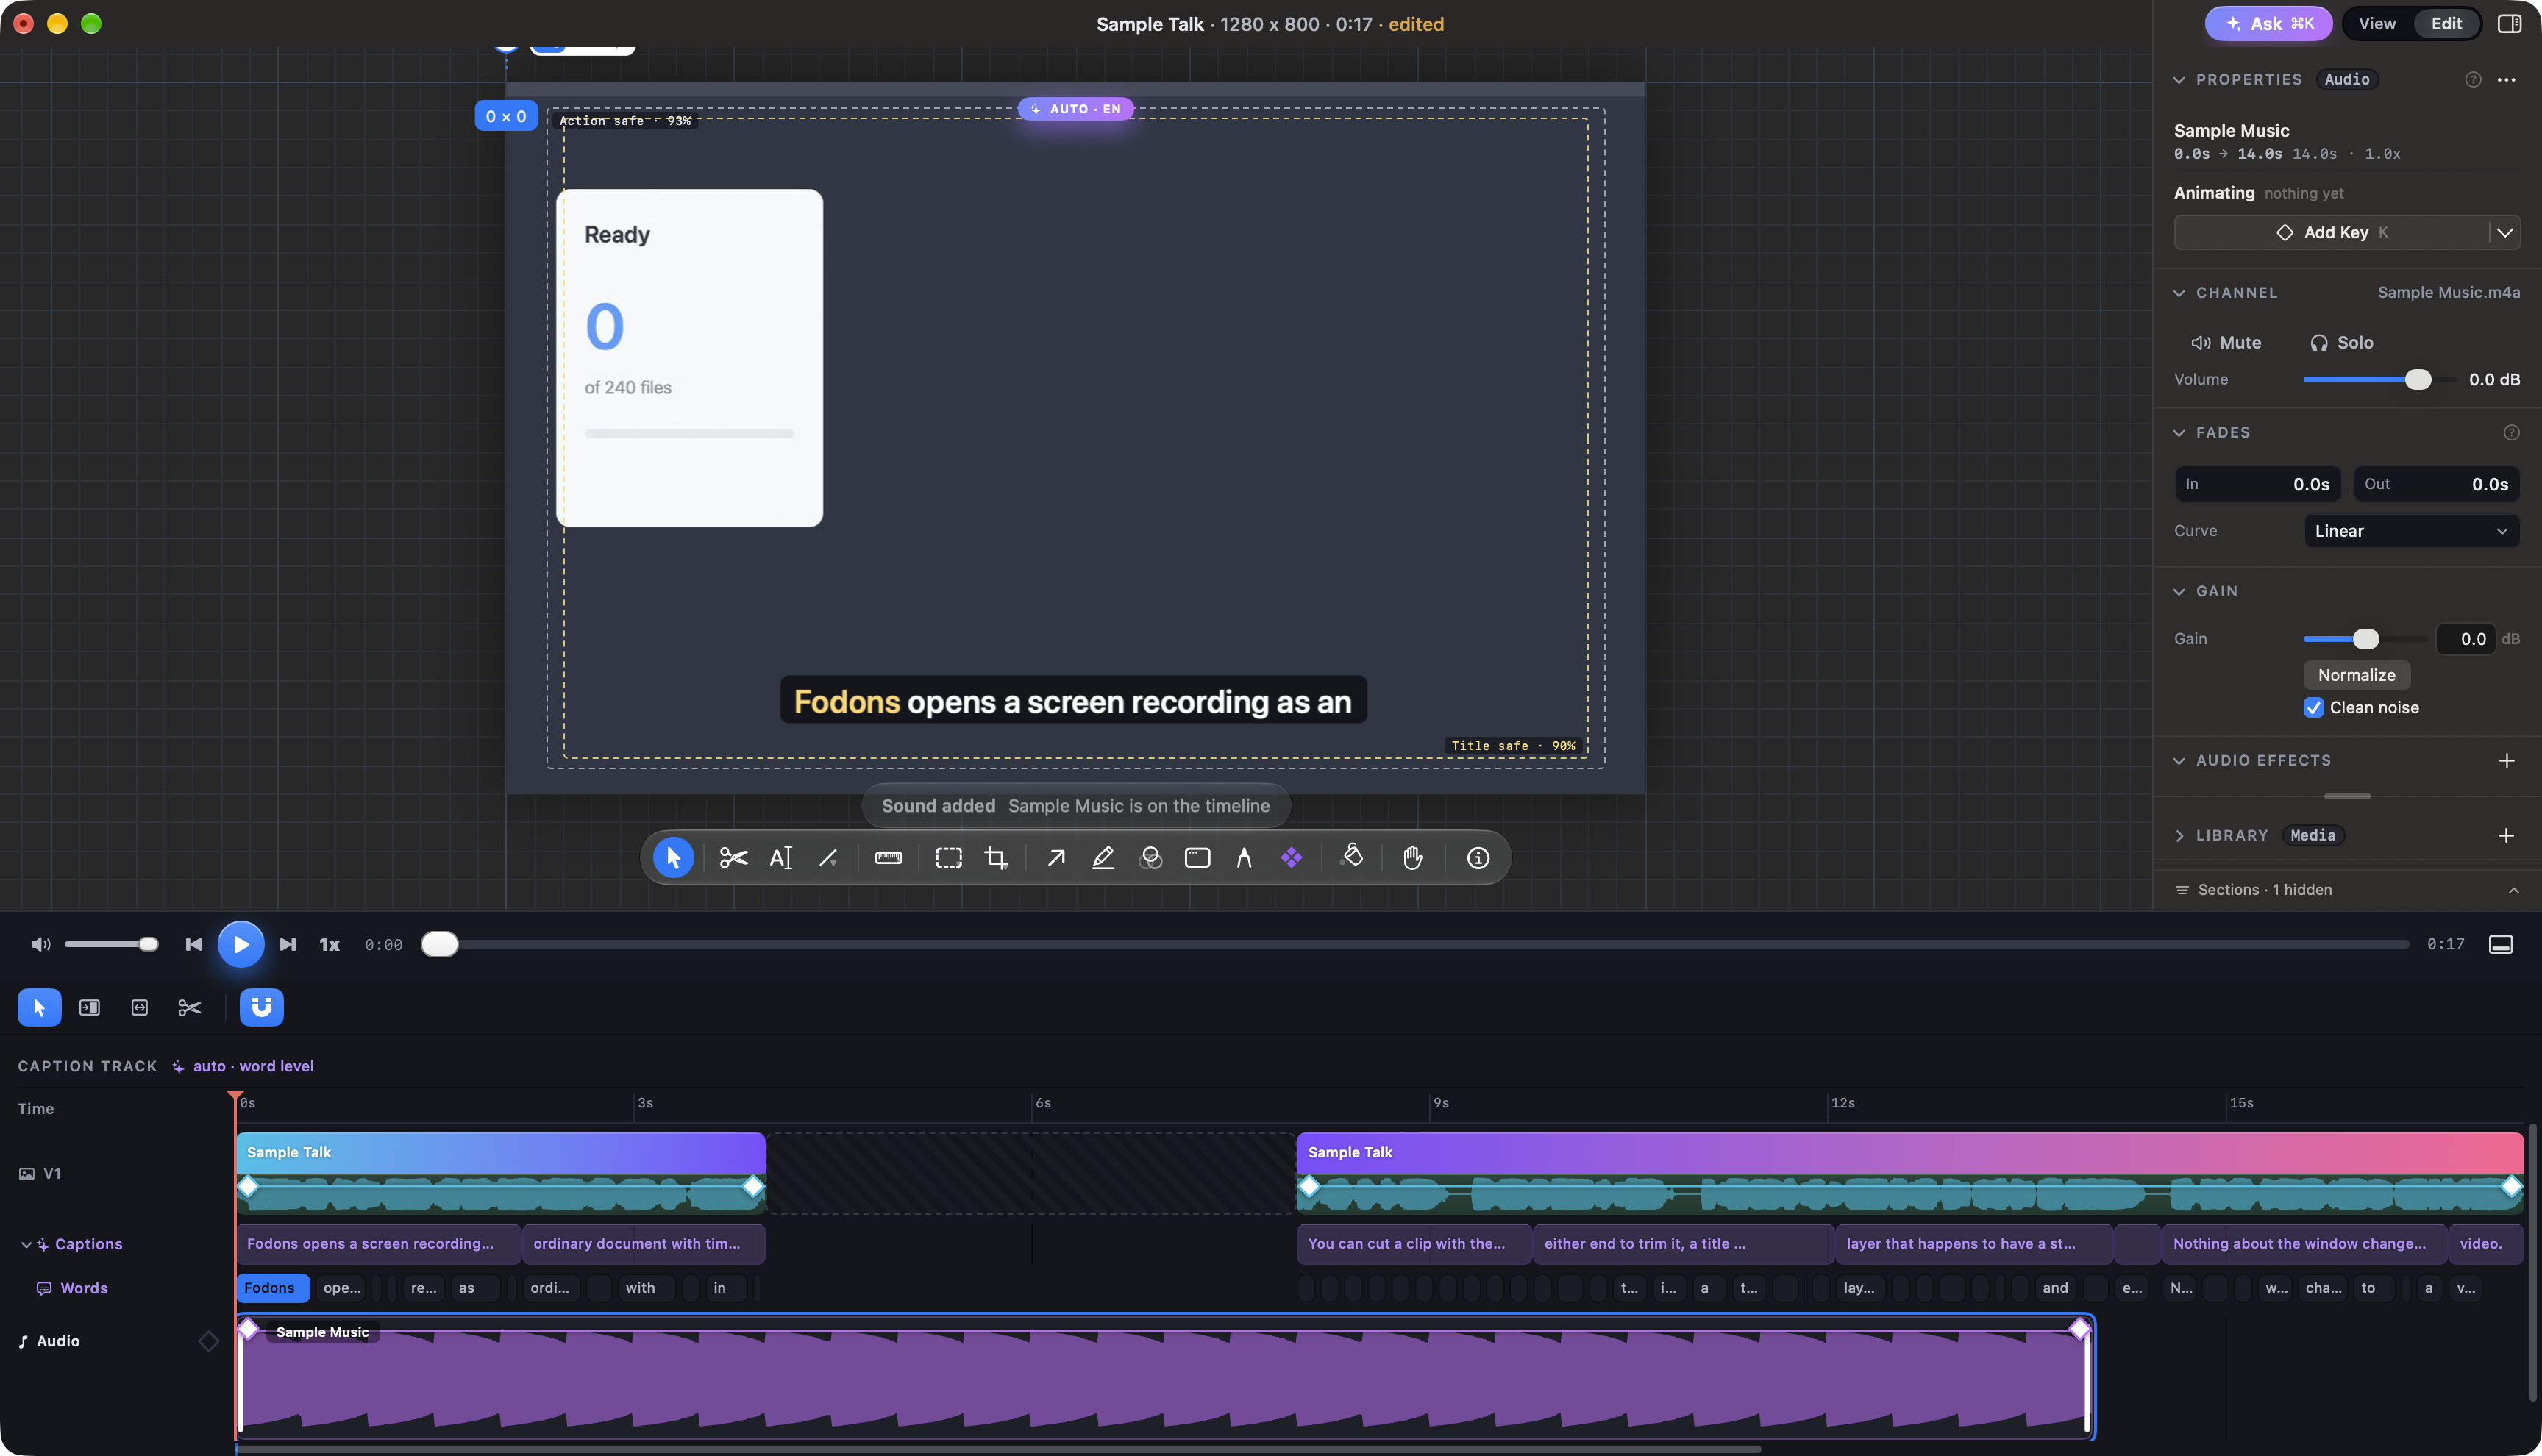 Sample Talk · 1280 x 800 · 0:17 · edited
Ask ⌘K
View
Edit
0 × 0
Action safe · 93%
AUTO · EN
Ready
0
of 240 files
Fodons opens a screen recording as an
Title safe · 90%
Sound added Sample Music is on the timeline
PROPERTIES Audio
Sample Music
0.0s → 14.0s 14.0s · 1.0x
Animating nothing yet
Add Key K
CHANNEL Sample Music.m4a
Mute
Solo
Volume 0.0 dB
FADES
In 0.0s
Out 0.0s
Curve Linear
GAIN
Gain 0.0 dB
Normalize
Clean noise
AUDIO EFFECTS
LIBRARY Media
Sections · 1 hidden
1x 0:00 0:17
CAPTION TRACK auto · word level
Time 0s 3s 6s 9s 12s 15s
V1 Sample Talk Sample Talk
Captions Fodons opens a screen recording... ordinary document with tim... You can cut a clip with the... either end to trim it, a title ... layer that happens to have a st... Nothing about the window change... video.
Words Fodons ope... re... as ordi... with in t... i... a t... lay... and e... N... w... cha... to a v...
Audio Sample Music